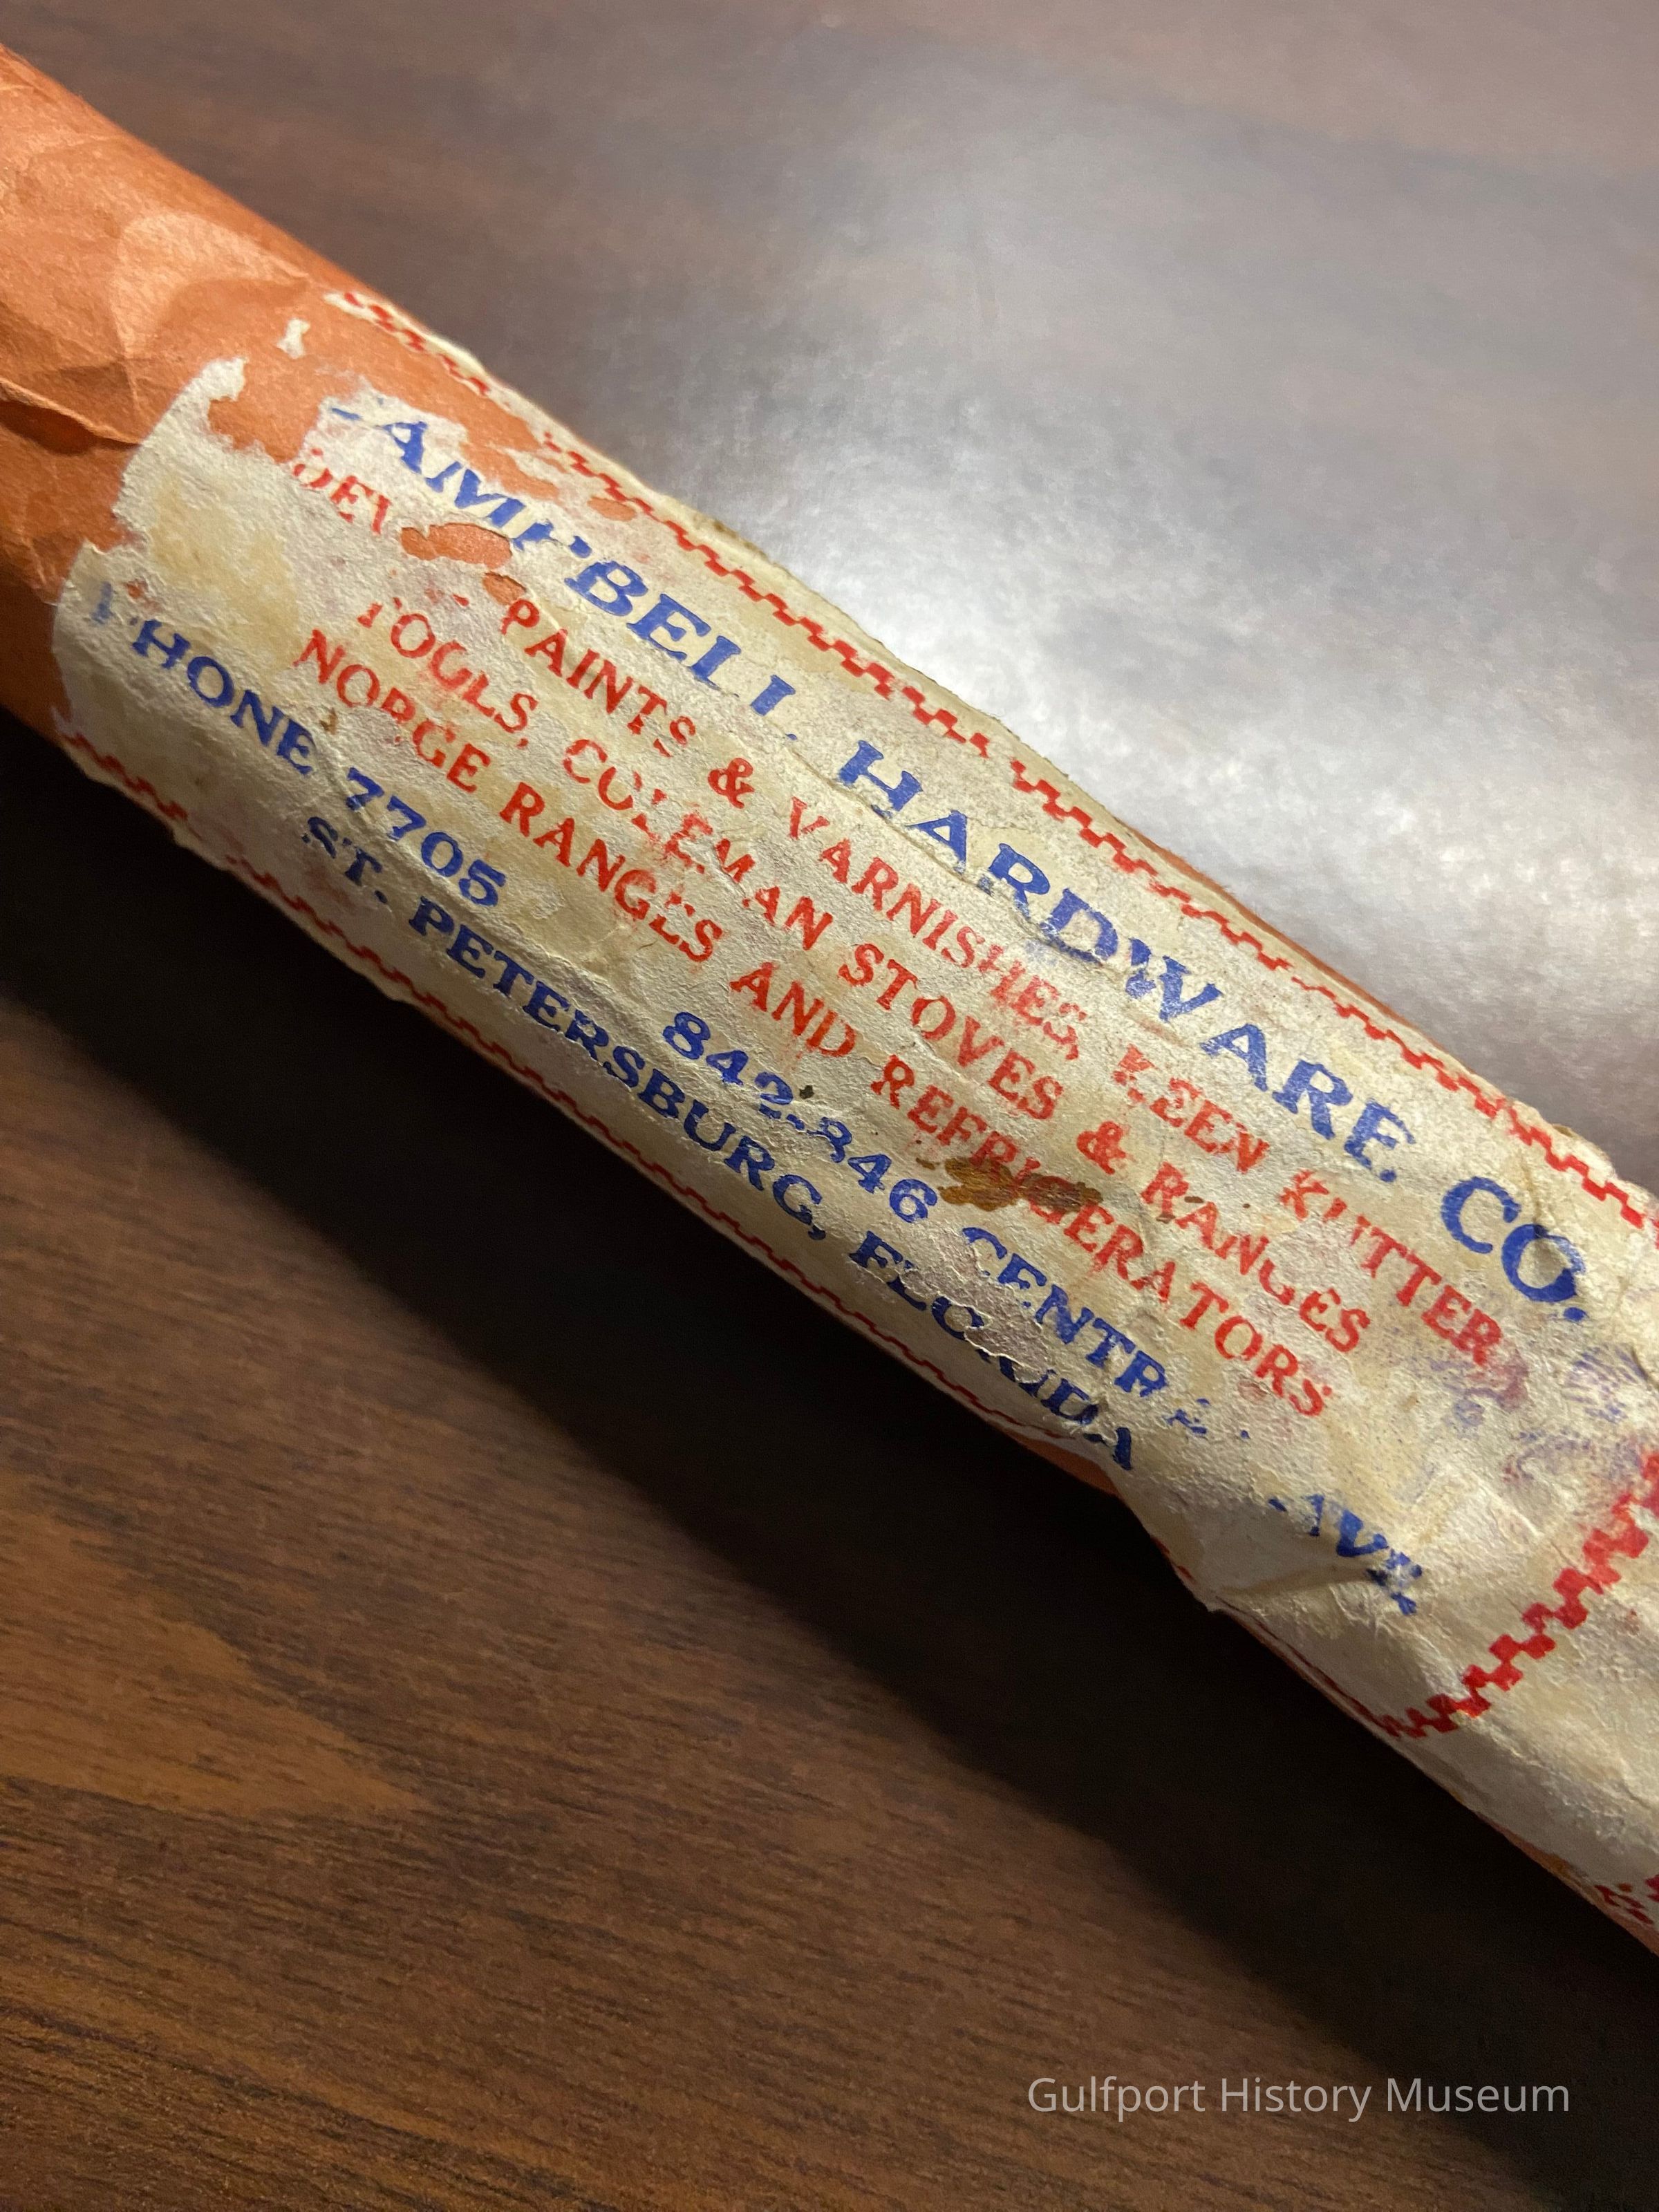 CAMPBELL HARDWARE CO.
PAINTS & VARNISHES, KEEN KUTTER
TOOLS, COLEMAN STOVES & RANGES
NORGE RANGES AND REFRIGERATORS
PHONE 7705 842-846 CENTRAL AVE
ST. PETERSBURG, FLORIDA
Gulfport History Museum